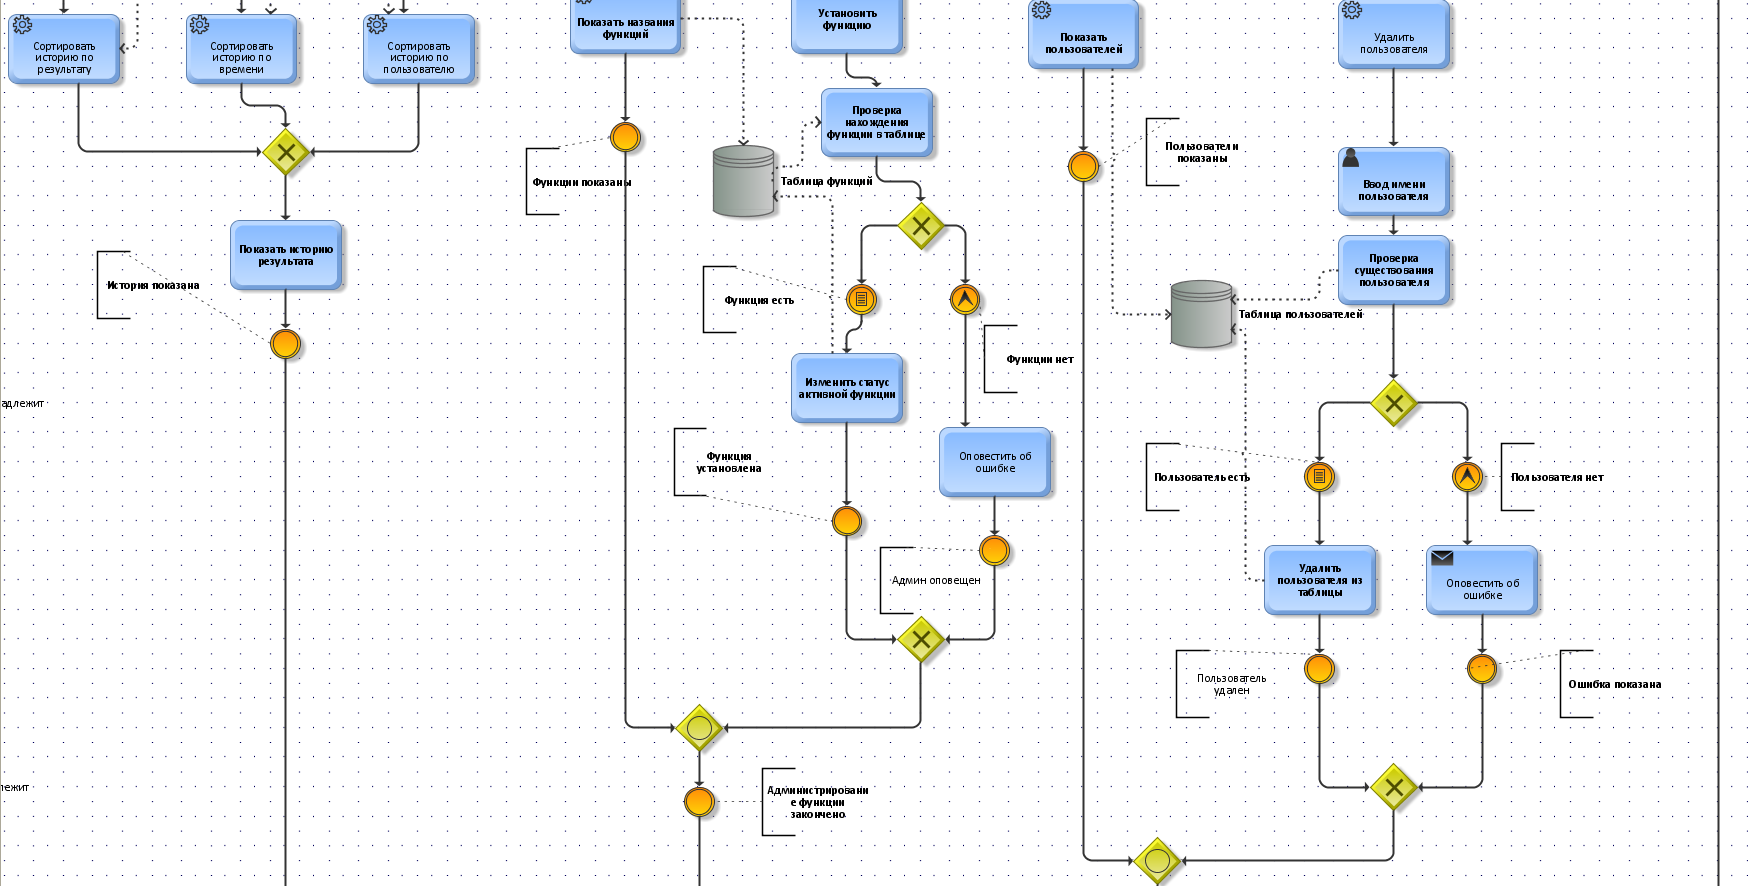 Сортировать
историю по
результату
Сортировать
историю по
времени
Сортировать
историю по
пользователю
Показать историю
результата
История показана
адлежит
лежит
Показать названия
функций
Функции показаны
Таблица функций
Установить
функцию
Проверка
нахождения
функции в таблице
Функция есть
Функции нет
Изменить статус
активной функции
Функция
установлена
Оповестить об
ошибке
Админ оповещен
Администрировани
е функции
закончено
Показать
пользователей
Пользователи
показаны
Таблица пользователей
Удалить
пользователя
Ввод имени
пользователя
Проверка
существования
пользователя
Пользователь есть
Пользователя нет
Удалить
пользователя из
таблицы
Оповестить об
ошибке
Пользователь
удален
Ошибка показана